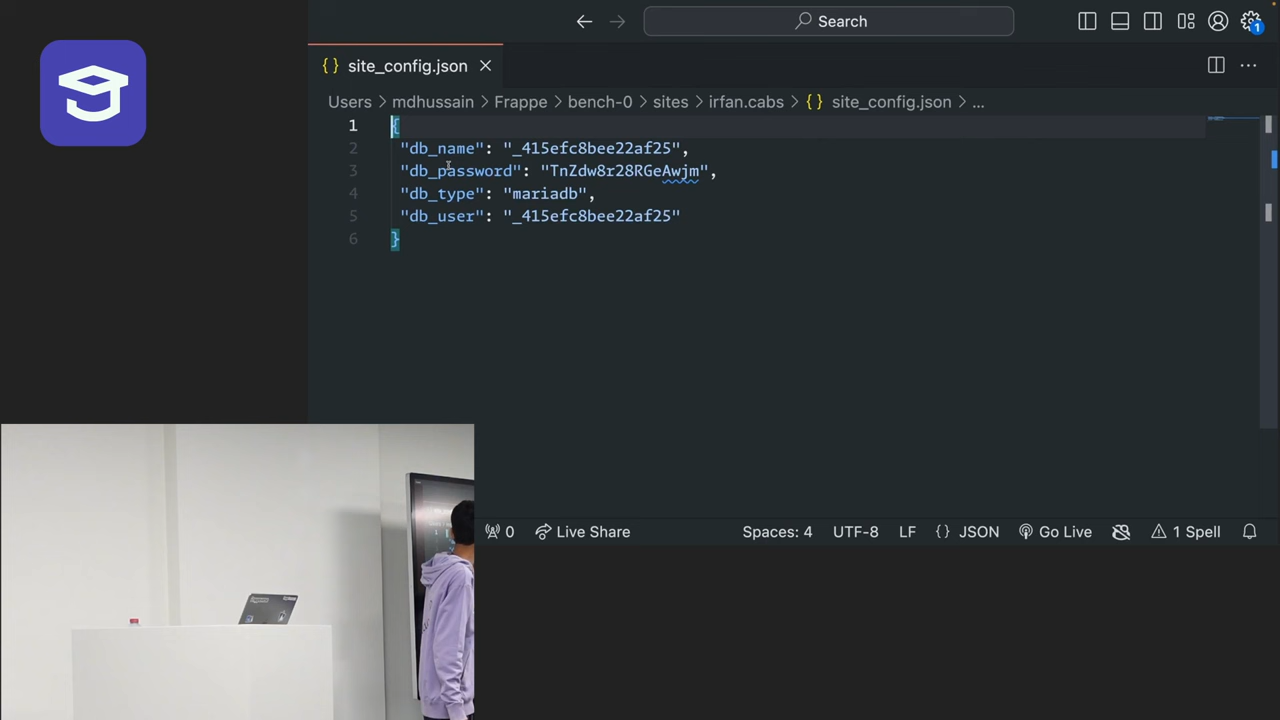 Search
1
{} site_config.json ×
Users > mdhussain > Frappe > bench-0 > sites > irfan.cabs > {} site_config.json > ...
1 {
2 "db_name": "_415efc8bee22af25",
3 "db_password": "TnZdw8r28RGeAwjm",
4 "db_type": "mariadb",
5 "db_user": "_415efc8bee22af25"
6 }
0 Live Share Spaces: 4 UTF-8 LF {} JSON Go Live 1 Spell